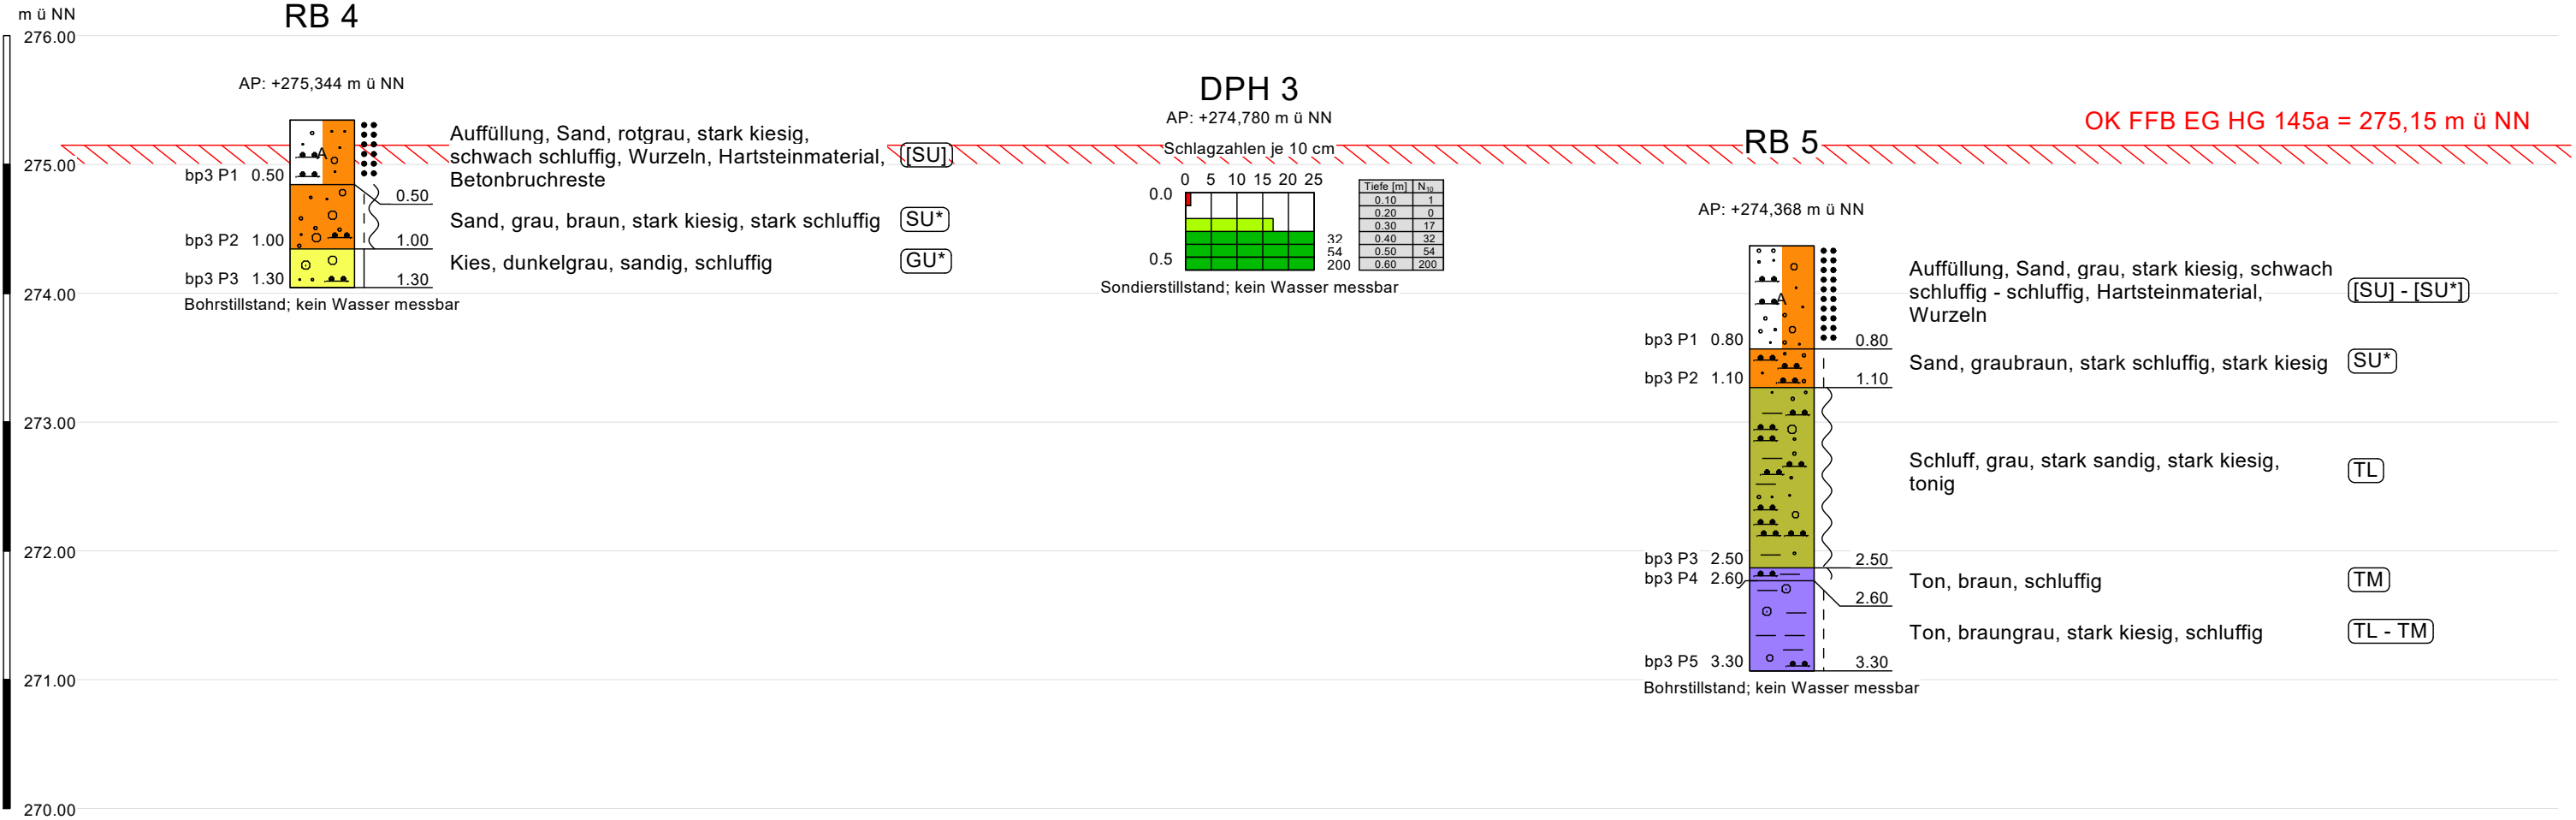 m ü NN
276.00
275.00
274.00
273.00
272.00
271.00
270.00
RB 4
AP: +275,344 m ü NN
A
bp3 P1 0.50
bp3 P2 1.00
bp3 P3 1.30
0.50
1.00
1.30
Auffüllung, Sand, rotgrau, stark kiesig,
schwach schluffig, Wurzeln, Hartsteinmaterial,
Betonbruchreste
[SU]
Sand, grau, braun, stark kiesig, stark schluffig
SU*
Kies, dunkelgrau, sandig, schluffig
GU*
Bohrstillstand; kein Wasser messbar
DPH 3
AP: +274,780 m ü NN
Schlagzahlen je 10 cm
0 5 10 15 20 25
0.0
0.5
32
54
200
Tiefe [m] N10
0.10 1
0.20 0
0.30 17
0.40 32
0.50 54
0.60 200
Sondierstillstand; kein Wasser messbar
OK FFB EG HG 145a = 275,15 m ü NN
RB 5
AP: +274,368 m ü NN
A
bp3 P1 0.80
bp3 P2 1.10
bp3 P3 2.50
bp3 P4 2.60
bp3 P5 3.30
0.80
1.10
2.50
2.60
3.30
Auffüllung, Sand, grau, stark kiesig, schwach
schluffig - schluffig, Hartsteinmaterial,
Wurzeln
[SU] - [SU*]
Sand, graubraun, stark schluffig, stark kiesig
SU*
Schluff, grau, stark sandig, stark kiesig,
tonig
TL
Ton, braun, schluffig
TM
Ton, braungrau, stark kiesig, schluffig
TL - TM
Bohrstillstand; kein Wasser messbar